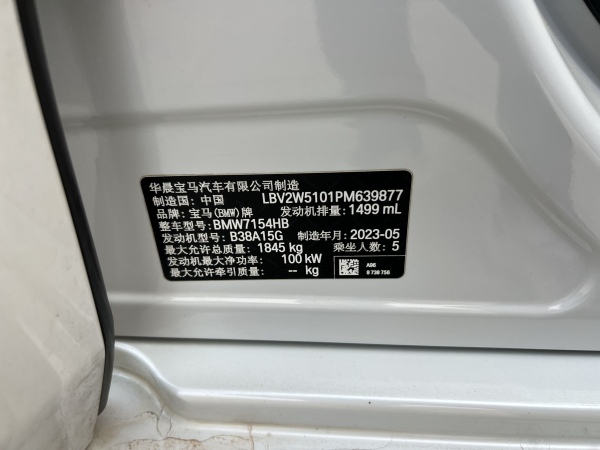 华晨宝马汽车有限公司制造
制造国：中国 LBV2W5101PM639877
品牌：宝马(BMW)牌 发动机排量：1499 mL
整车型号：BMW7154HB
发动机型号：B38A15G 制造年月：2023-05
最大允许总质量：1845 kg 乘坐人数：5
发动机最大净功率：100 kW
最大允许牵引质量：-- kg
A96
9 738 756